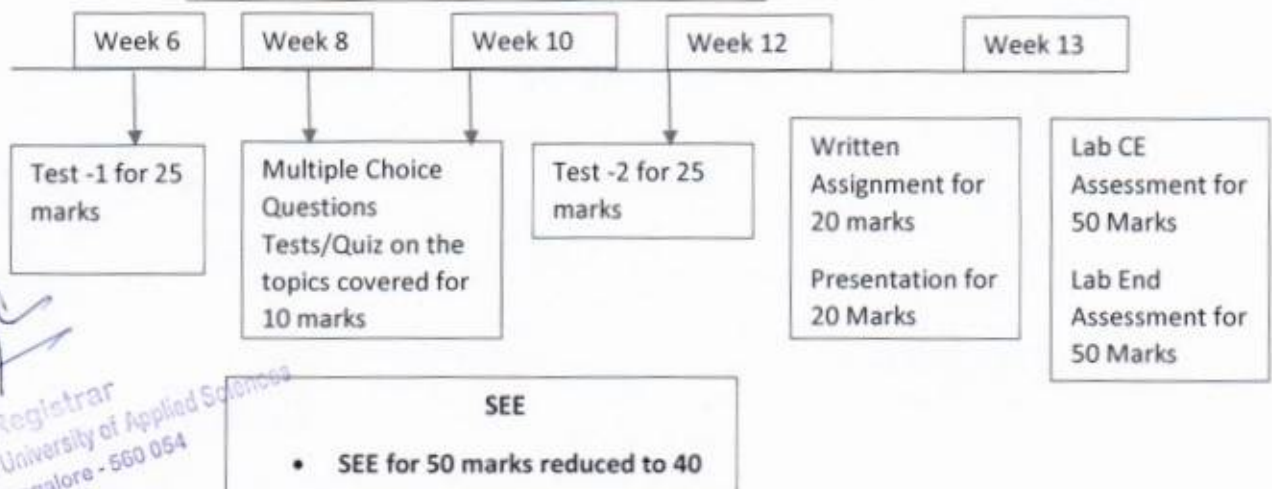 Week 6
Week 8
Week 10
Week 12
Week 13
Test -1 for 25
marks
Multiple Choice
Questions
Tests/Quiz on the
topics covered for
10 marks
Test -2 for 25
marks
Written
Assignment for
20 marks
Presentation for
20 Marks
Lab CE
Assessment for
50 Marks
Lab End
Assessment for
50 Marks
Registrar
University of Applied Sciences
560 054
SEE
• SEE for 50 marks reduced to 40